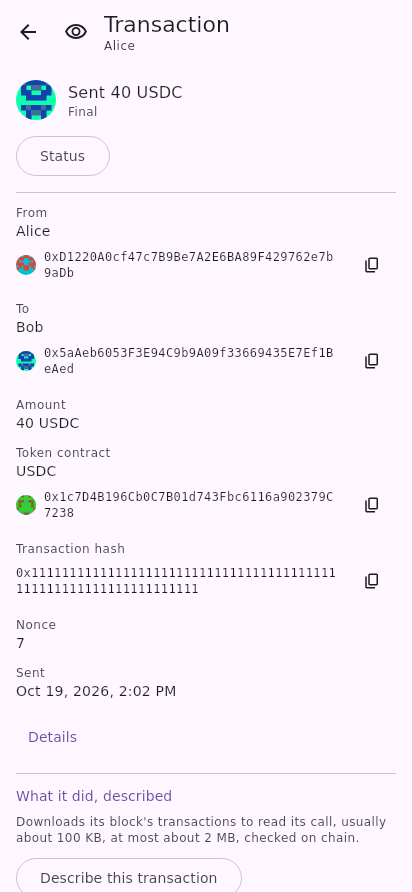 Transaction
Alice
Sent 40 USDC
Final
Status
From
Alice
0xD1220A0cf47c7B9Be7A2E6BA89F429762e7b
9aDb
To
Bob
0x5aAeb6053F3E94C9b9A09f33669435E7Ef1B
eAed
Amount
40 USDC
Token contract
USDC
0x1c7D4B196Cb0C7B01d743Fbc6116a902379C
7238
Transaction hash
0x111111111111111111111111111111111111111
111111111111111111111111
Nonce
7
Sent
Oct 19, 2026, 2:02 PM
Details
What it did, described
Downloads its block's transactions to read its call, usually
about 100 KB, at most about 2 MB, checked on chain.
Describe this transaction